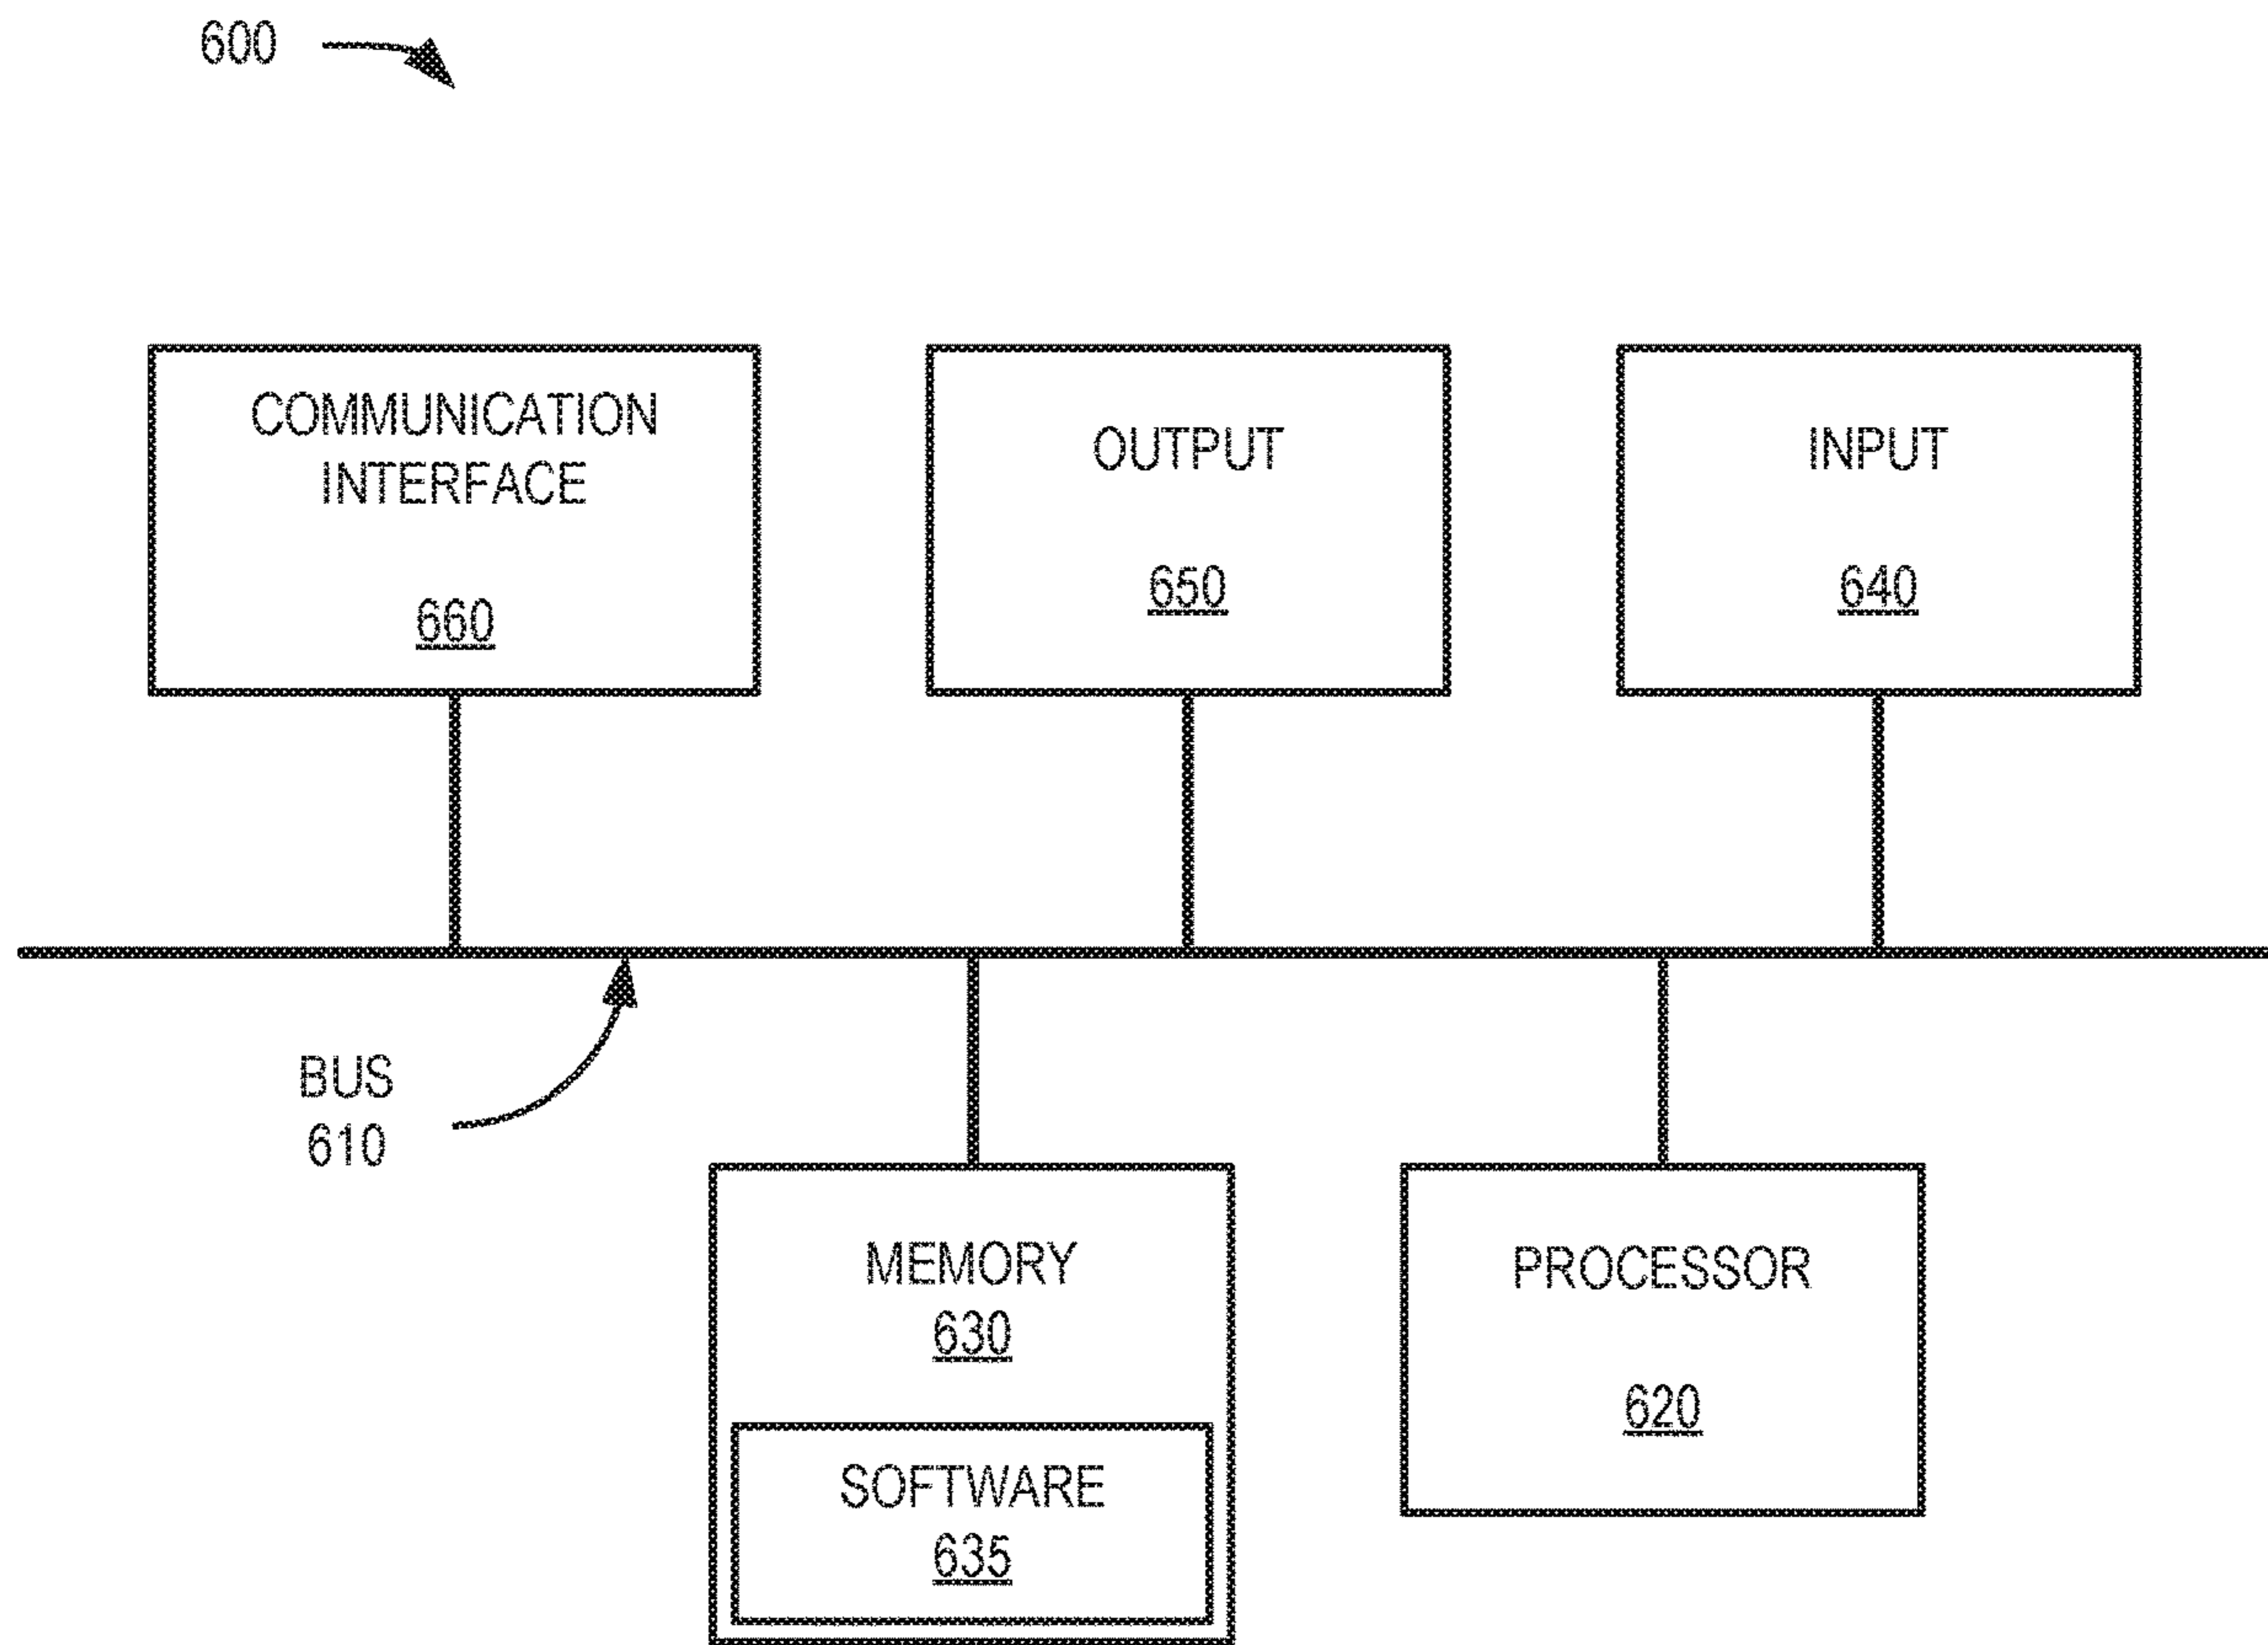 600
COMMUNICATION
INTERFACE
660
OUTPUT
650
INPUT
640
BUS
610
MEMORY
630
SOFTWARE
635
PROCESSOR
620